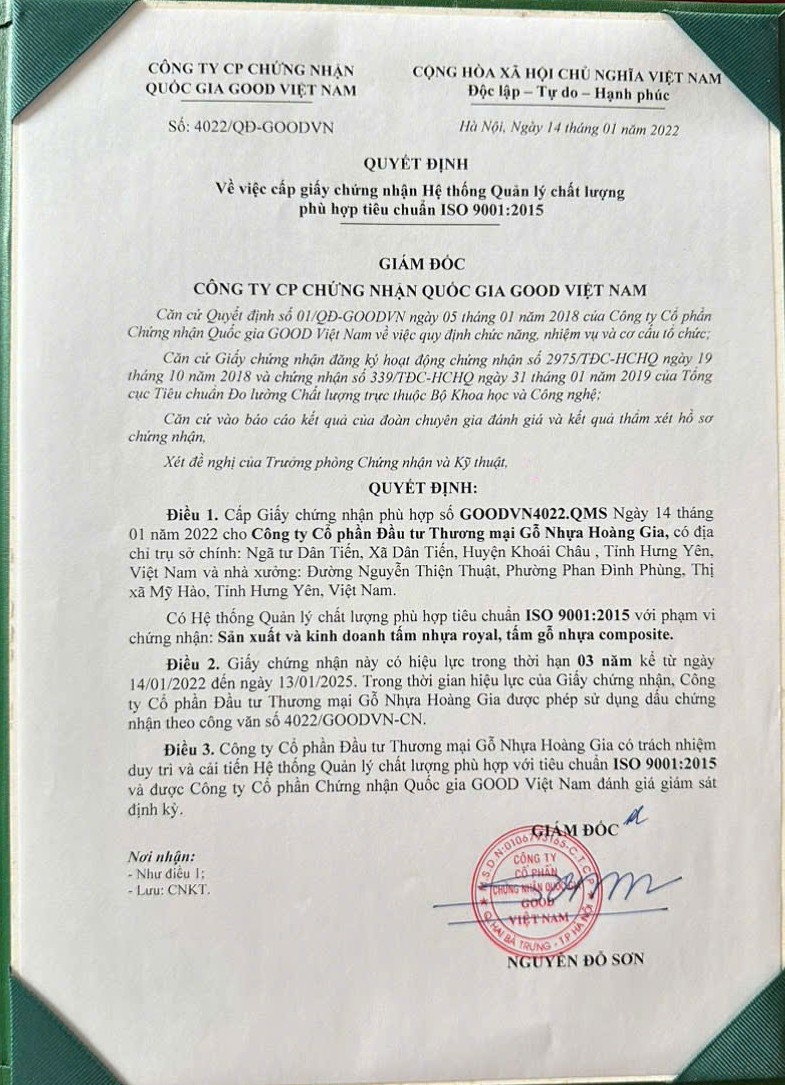 CÔNG TY CP CHỨNG NHẬN
QUỐC GIA GOOD VIỆT NAM
CỘNG HÒA XÃ HỘI CHỦ NGHĨA VIỆT NAM
Độc lập – Tự do – Hạnh phúc
Số: 4022/QĐ-GOODVN
Hà Nội, Ngày 14 tháng 01 năm 2022
QUYẾT ĐỊNH
Về việc cấp giấy chứng nhận Hệ thống Quản lý chất lượng
phù hợp tiêu chuẩn ISO 9001:2015
GIÁM ĐỐC
CÔNG TY CP CHỨNG NHẬN QUỐC GIA GOOD VIỆT NAM
Căn cứ Quyết định số 01/QĐ-GOODVN ngày 05 tháng 01 năm 2018 của Công ty Cổ phần
Chứng nhận Quốc gia GOOD Việt Nam về việc quy định chức năng, nhiệm vụ và cơ cấu tổ chức;
Căn cứ Giấy chứng nhận đăng ký hoạt động chứng nhận số 2975/TĐC-HCHQ ngày 19
tháng 10 năm 2018 và chứng nhận số 339/TĐC-HCHQ ngày 31 tháng 01 năm 2019 của Tổng
cục Tiêu chuẩn Đo lường Chất lượng trực thuộc Bộ Khoa học và Công nghệ;
Căn cứ vào báo cáo kết quả của đoàn chuyên gia đánh giá và kết quả thẩm xét hồ sơ
chứng nhận,
Xét đề nghị của Trưởng phòng Chứng nhận và Kỹ thuật,
QUYẾT ĐỊNH:
Điều 1. Cấp Giấy chứng nhận phù hợp số GOODVN4022.QMS Ngày 14 tháng
01 năm 2022 cho Công ty Cổ phần Đầu tư Thương mại Gỗ Nhựa Hoàng Gia, có địa
chỉ trụ sở chính: Ngã tư Dân Tiến, Xã Dân Tiến, Huyện Khoái Châu , Tỉnh Hưng Yên,
Việt Nam và nhà xưởng: Đường Nguyễn Thiện Thuật, Phường Phan Đình Phùng, Thị
xã Mỹ Hào, Tỉnh Hưng Yên, Việt Nam.
Có Hệ thống Quản lý chất lượng phù hợp tiêu chuẩn ISO 9001:2015 với phạm vi
chứng nhận: Sản xuất và kinh doanh tấm nhựa royal, tấm gỗ nhựa composite.
Điều 2. Giấy chứng nhận này có hiệu lực trong thời hạn 03 năm kể từ ngày
14/01/2022 đến ngày 13/01/2025. Trong thời gian hiệu lực của Giấy chứng nhận, Công
ty Cổ phần Đầu tư Thương mại Gỗ Nhựa Hoàng Gia được phép sử dụng dấu chứng
nhận theo công văn số 4022/GOODVN-CN.
Điều 3. Công ty Cổ phần Đầu tư Thương mại Gỗ Nhựa Hoàng Gia có trách nhiệm
duy trì và cải tiến Hệ thống Quản lý chất lượng phù hợp với tiêu chuẩn ISO 9001:2015
và được Công ty Cổ phần Chứng nhận Quốc gia GOOD Việt Nam đánh giá giám sát
định kỳ.
GIÁM ĐỐC
Nơi nhận:
- Như điều 1;
- Lưu: CNKT.
CÔNG TY
CỔ PHẦN
CHỨNG NHẬN QUỐC GIA
GOOD
VIỆT NAM
Q.HAI BÀ TRƯNG - T.P HÀ NỘI
NGUYỄN ĐỖ SƠN